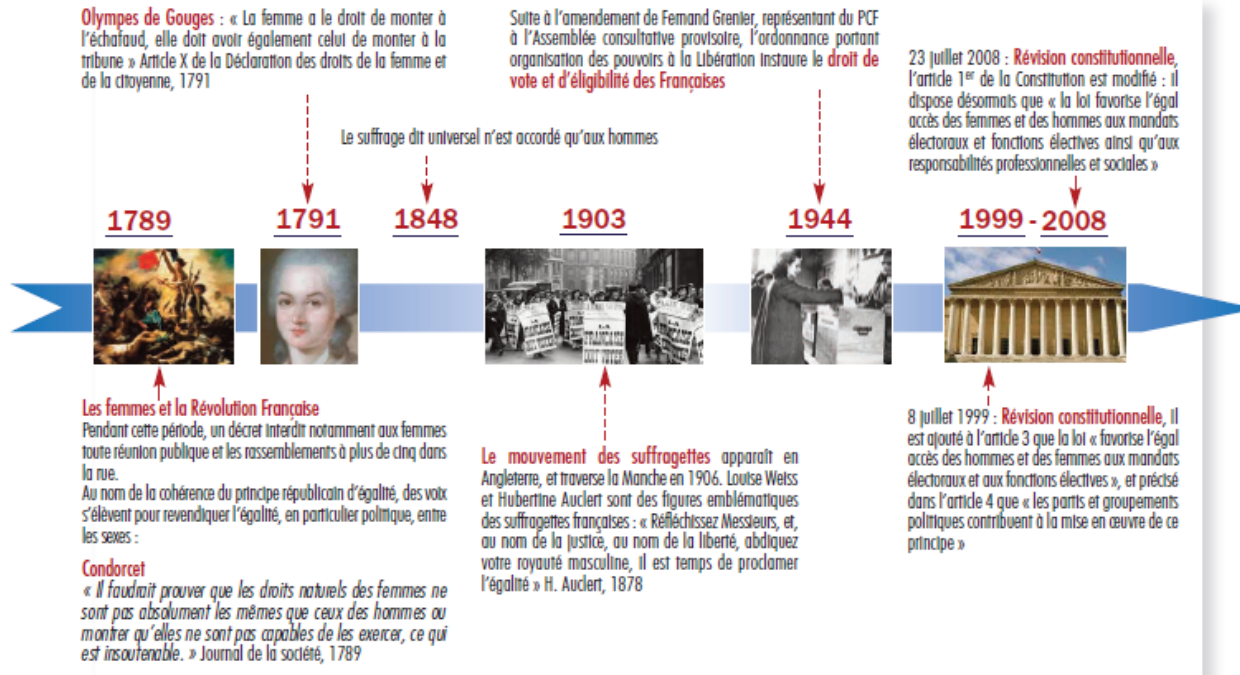 Olympes de Gouges : « La femme a le droit de monter à
l'échafaud, elle doit avoir également celui de monter à la
tribune » Article X de la Déclaration des droits de la femme et
de la citoyenne, 1791
Suite à l'amendement de Fernand Grenier, représentant du PCF
à l'Assemblée consultative provisoire, l'ordonnance portant
organisation des pouvoirs à la Libération instaure le droit de
vote et d'éligibilité des Françaises
23 juillet 2008 : Révision constitutionnelle,
l'article 1er de la Constitution est modifié : il
dispose désormais que « la loi favorise l'égal
accès des femmes et des hommes aux mandats
électoraux et fonctions électives ainsi qu'aux
responsabilités professionnelles et sociales »
Le suffrage dit universel n'est accordé qu'aux hommes
1789
1791
1848
1903
1944
1999 - 2008
LA
FRANÇAISE
DOIT VOTER
Les femmes et la Révolution Française
Pendant cette période, un décret interdit notamment aux femmes
toute réunion publique et les rassemblements à plus de cinq dans
la rue.
Au nom de la cohérence du principe républicain d'égalité, des voix
s'élèvent pour revendiquer l'égalité, en particulier politique, entre
les sexes :
Condorcet
« Il faudrait prouver que les droits naturels des femmes ne
sont pas absolument les mêmes que ceux des hommes ou
montrer qu'elles ne sont pas capables de les exercer, ce qui
est insoutenable. » Journal de la société, 1789
Le mouvement des suffragettes apparaît en
Angleterre, et traverse la Manche en 1906. Louise Weiss
et Hubertine Auclert sont des figures emblématiques
des suffragettes françaises : « Réfléchissez Messieurs, et,
au nom de la justice, au nom de la liberté, abdiquez
votre royauté masculine, il est temps de proclamer
l'égalité » H. Auclert, 1878
8 juillet 1999 : Révision constitutionnelle, il
est ajouté à l'article 3 que la loi « favorise l'égal
accès des hommes et des femmes aux mandats
électoraux et aux fonctions électives », et précisé
dans l'article 4 que « les partis et groupements
politiques contribuent à la mise en œuvre de ce
principe »